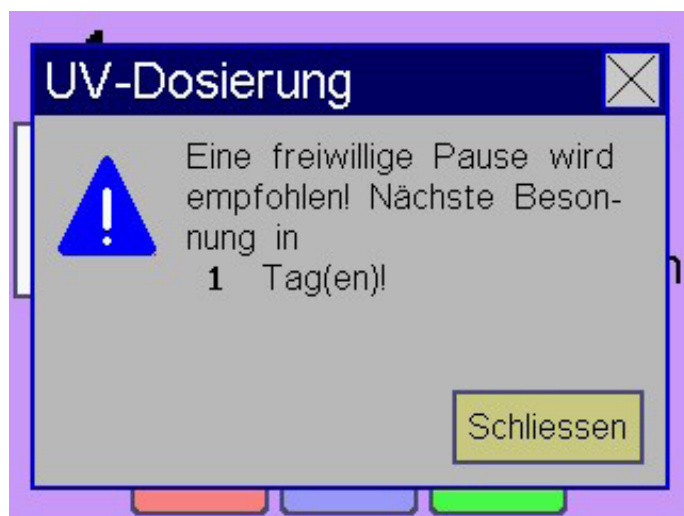 UV-Dosierung
Eine freiwillige Pause wird
empfohlen! Nächste Beson-
nung in
1 Tag(en)!
Schliessen